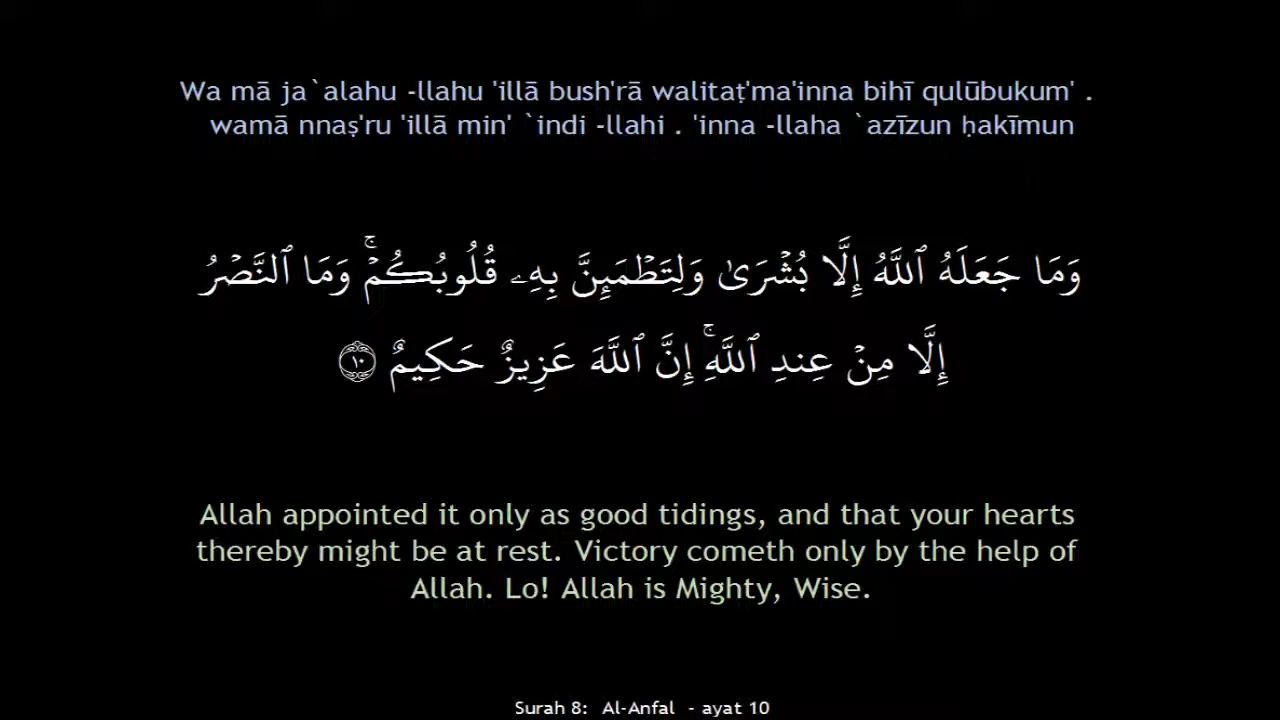 Wa mā ja`alahu -llahu 'illā bush'rā walitaṭ'ma'inna bihī qulūbukum' .
wamā nnaṣ'ru 'illā min' `indi -llahi . 'inna -llaha `azīzun ḥakīmun
وَمَا جَعَلَهُ ٱللَّهُ إِلَّا بُشْرَىٰ وَلِتَطْمَئِنَّ بِهِۦ قُلُوبُكُمْ ۚ وَمَا ٱلنَّصْرُ
إِلَّا مِنْ عِندِ ٱللَّهِ ۚ إِنَّ ٱللَّهَ عَزِيزٌ حَكِيمٌ ١٠
Allah appointed it only as good tidings, and that your hearts
thereby might be at rest. Victory cometh only by the help of
Allah. Lo! Allah is Mighty, Wise.
Surah 8: Al-Anfal - ayat 10